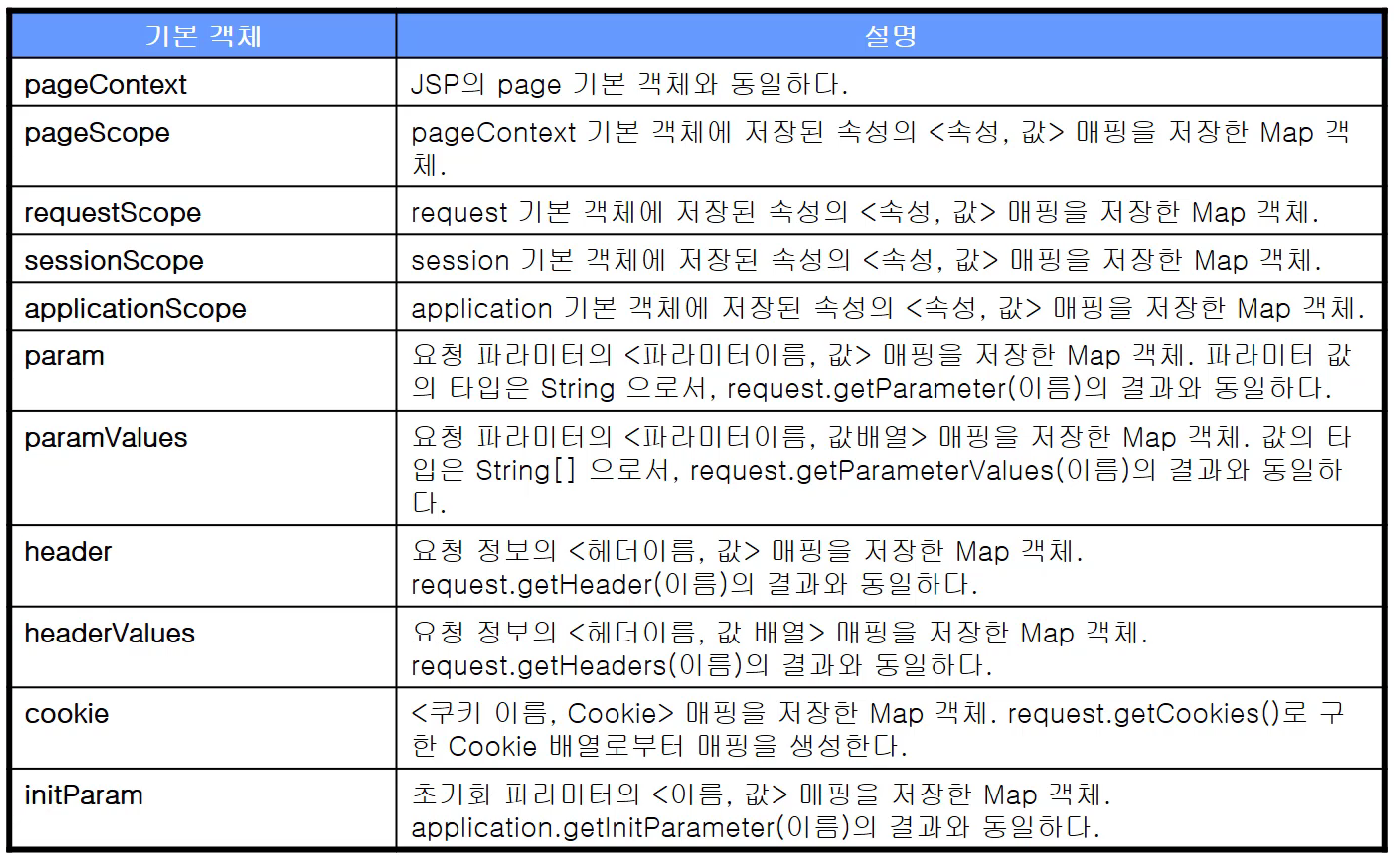 기본 객체 설명
pageContext JSP의 page 기본 객체와 동일하다.
pageScope pageContext 기본 객체에 저장된 속성의 <속성, 값> 매핑을 저장한 Map 객
체.
requestScope request 기본 객체에 저장된 속성의 <속성, 값> 매핑을 저장한 Map 객체.
sessionScope session 기본 객체에 저장된 속성의 <속성, 값> 매핑을 저장한 Map 객체.
applicationScope application 기본 객체에 저장된 속성의 <속성, 값> 매핑을 저장한 Map 객체.
param 요청 파라미터의 <파라미터이름, 값> 매핑을 저장한 Map 객체. 파라미터 값
의 타입은 String 으로서, request.getParameter(이름)의 결과와 동일하다.
paramValues 요청 파라미터의 <파라미터이름, 값배열> 매핑을 저장한 Map 객체. 값의 타
입은 String[] 으로서, request.getParameterValues(이름)의 결과와 동일하
다.
header 요청 정보의 <헤더이름, 값> 매핑을 저장한 Map 객체.
request.getHeader(이름)의 결과와 동일하다.
headerValues 요청 정보의 <헤더이름, 값 배열> 매핑을 저장한 Map 객체.
request.getHeaders(이름)의 결과와 동일하다.
cookie <쿠키 이름, Cookie> 매핑을 저장한 Map 객체. request.getCookies()로 구
한 Cookie 배열로부터 매핑을 생성한다.
initParam 초기화 파라미터의 <이름, 값> 매핑을 저장한 Map 객체.
application.getInitParameter(이름)의 결과와 동일하다.